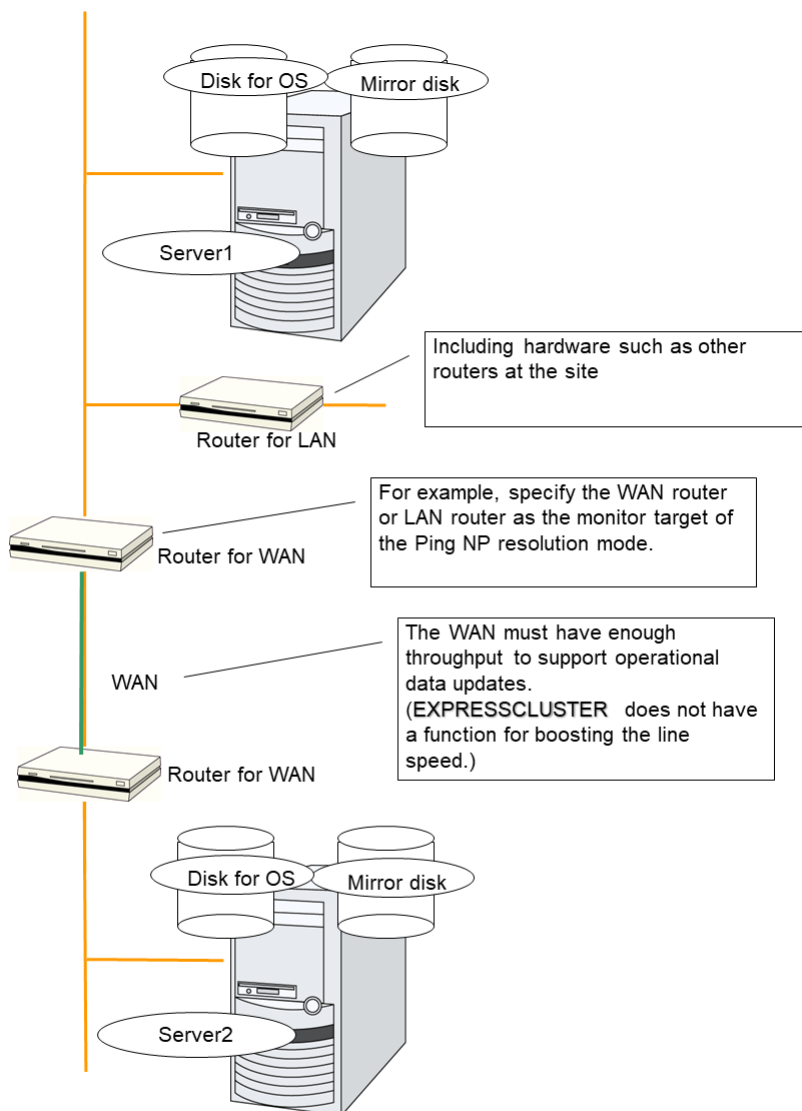 Disk for OS
Mirror disk
Server1
Including hardware such as other
routers at the site
Router for LAN
For example, specify the WAN router
or LAN router as the monitor target of
the Ping NP resolution mode.
Router for WAN
The WAN must have enough
throughput to support operational
data updates.
(EXPRESSCLUSTER does not have
a function for boosting the line
speed.)
WAN
Router for WAN
Disk for OS
Mirror disk
Server2